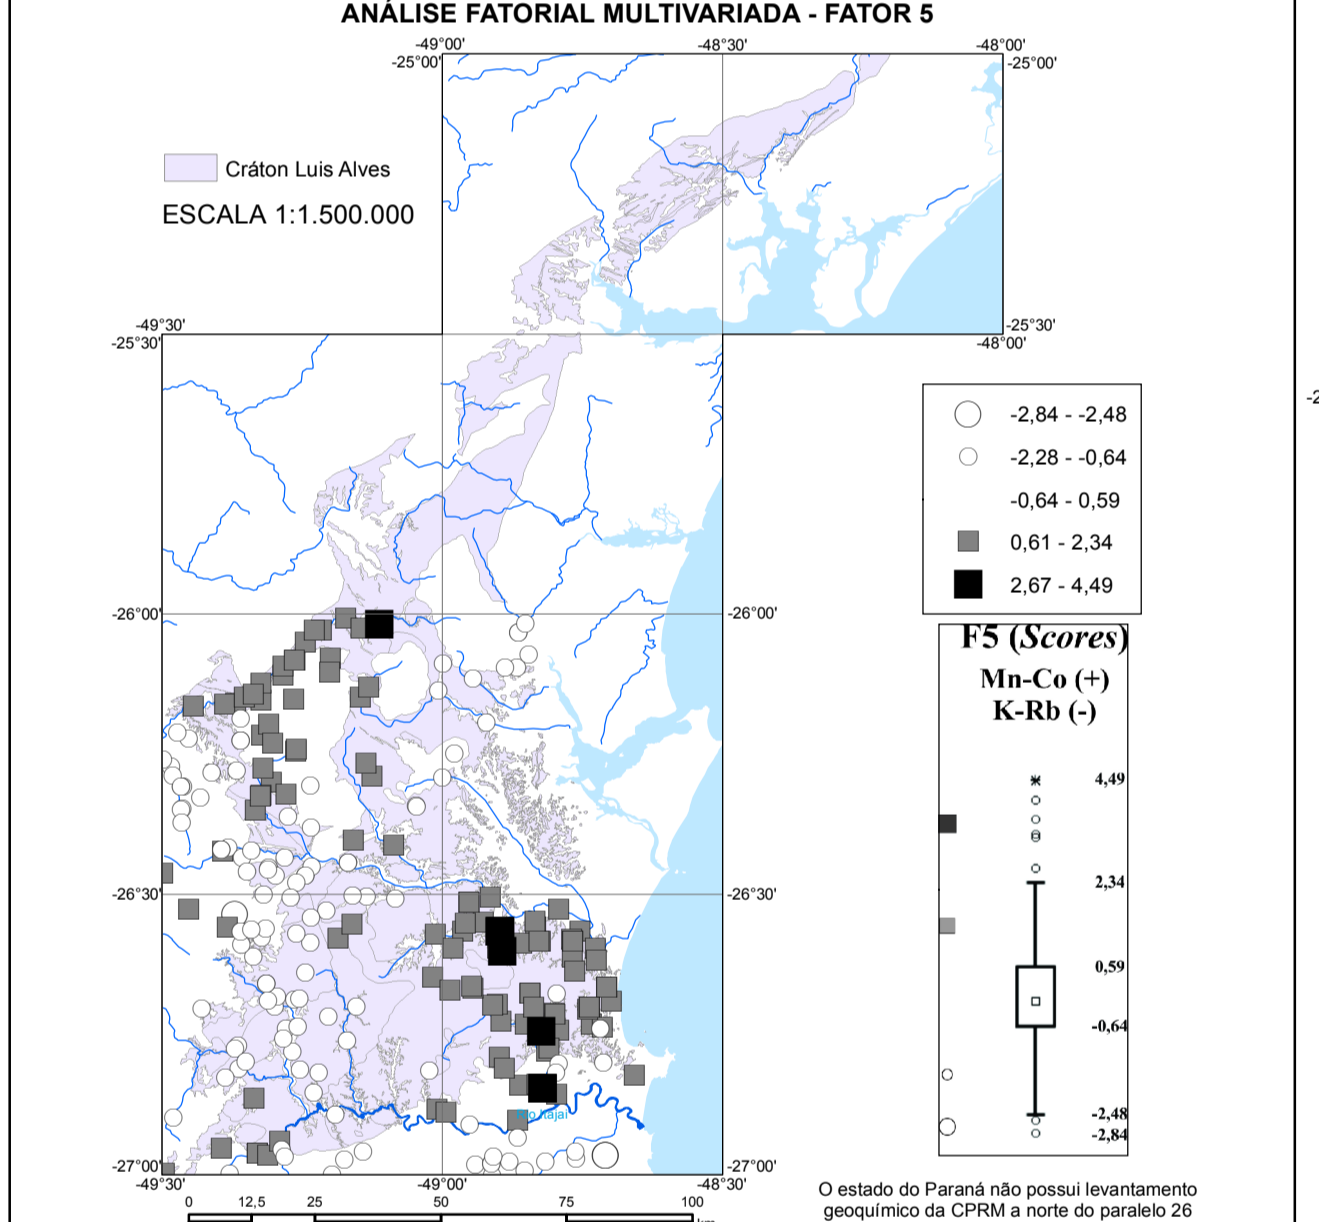 ANÁLISE FATORIAL MULTIVARIADA - FATOR 5
-49°00'
-48°30'
-48°00'
-25°00'
-25°00'
Cráton Luis Alves
ESCALA 1:1.500.000
-49°30'
-25°30'
-25°30'
-48°00'
-2,84 - -2,48
-2,28 - -0,64
-0,64 - 0,59
0,61 - 2,34
2,67 - 4,49
-26°00'
-26°00'
F5 (Scores)
Mn-Co (+)
K-Rb (-)
4,49
2,34
0,59
-0,64
-2,48
-2,84
-26°30'
-26°30'
Rio Itajaí
-27°00'
-27°00'
-49°30'
-49°00'
-48°30'
0 12,5 25 50 75 100
km
O estado do Paraná não possui levantamento
geoquímico da CPRM a norte do paralelo 26